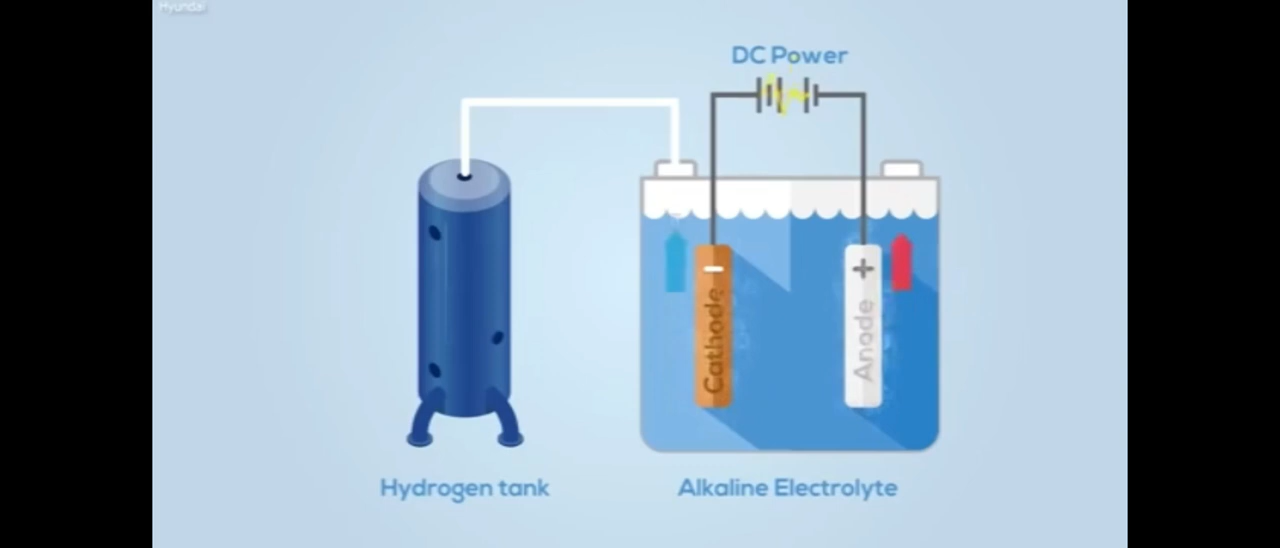 Hyundai
DC Power
Cathode
Anode
Hydrogen tank
Alkaline Electrolyte